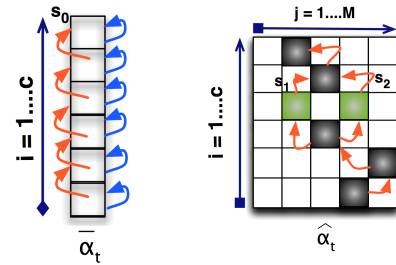 s₀
i = 1....c
ᾱₜ
j = 1....M
i = 1....c
s₁
s₂
α̂ₜ